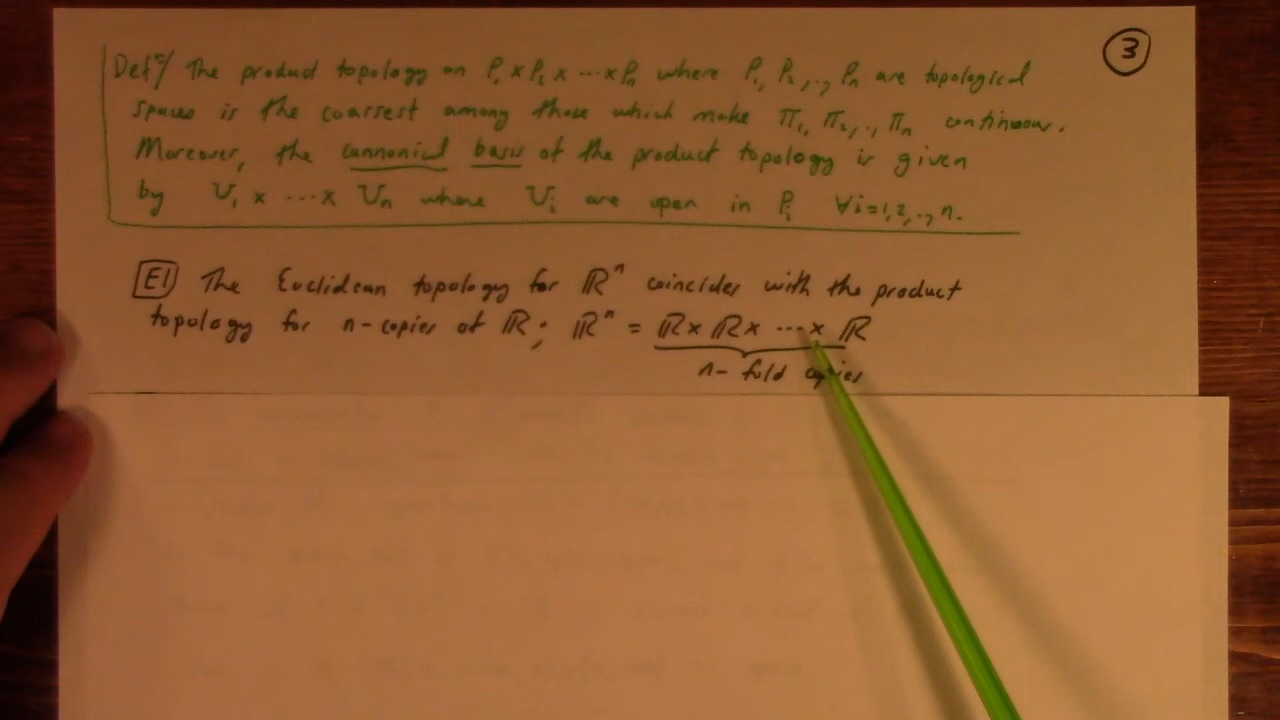 3
Defⁿ/ The product topology on P₁ × P₂ × ⋯ × Pₙ where P₁, P₂, .., Pₙ are topological
spaces is the coarsest among those which make π₁, π₂, .., πₙ continuous.
Moreover, the cannonical basis of the product topology is given
by U₁ × ⋯ × Uₙ where Uᵢ are open in Pᵢ ∀i=1,2,..,n.
E1 The Euclidean topology for ℝⁿ coincides with the product
topology for n-copies of ℝ; ℝⁿ = ℝ × ℝ × ⋯ × ℝ
n-fold copies